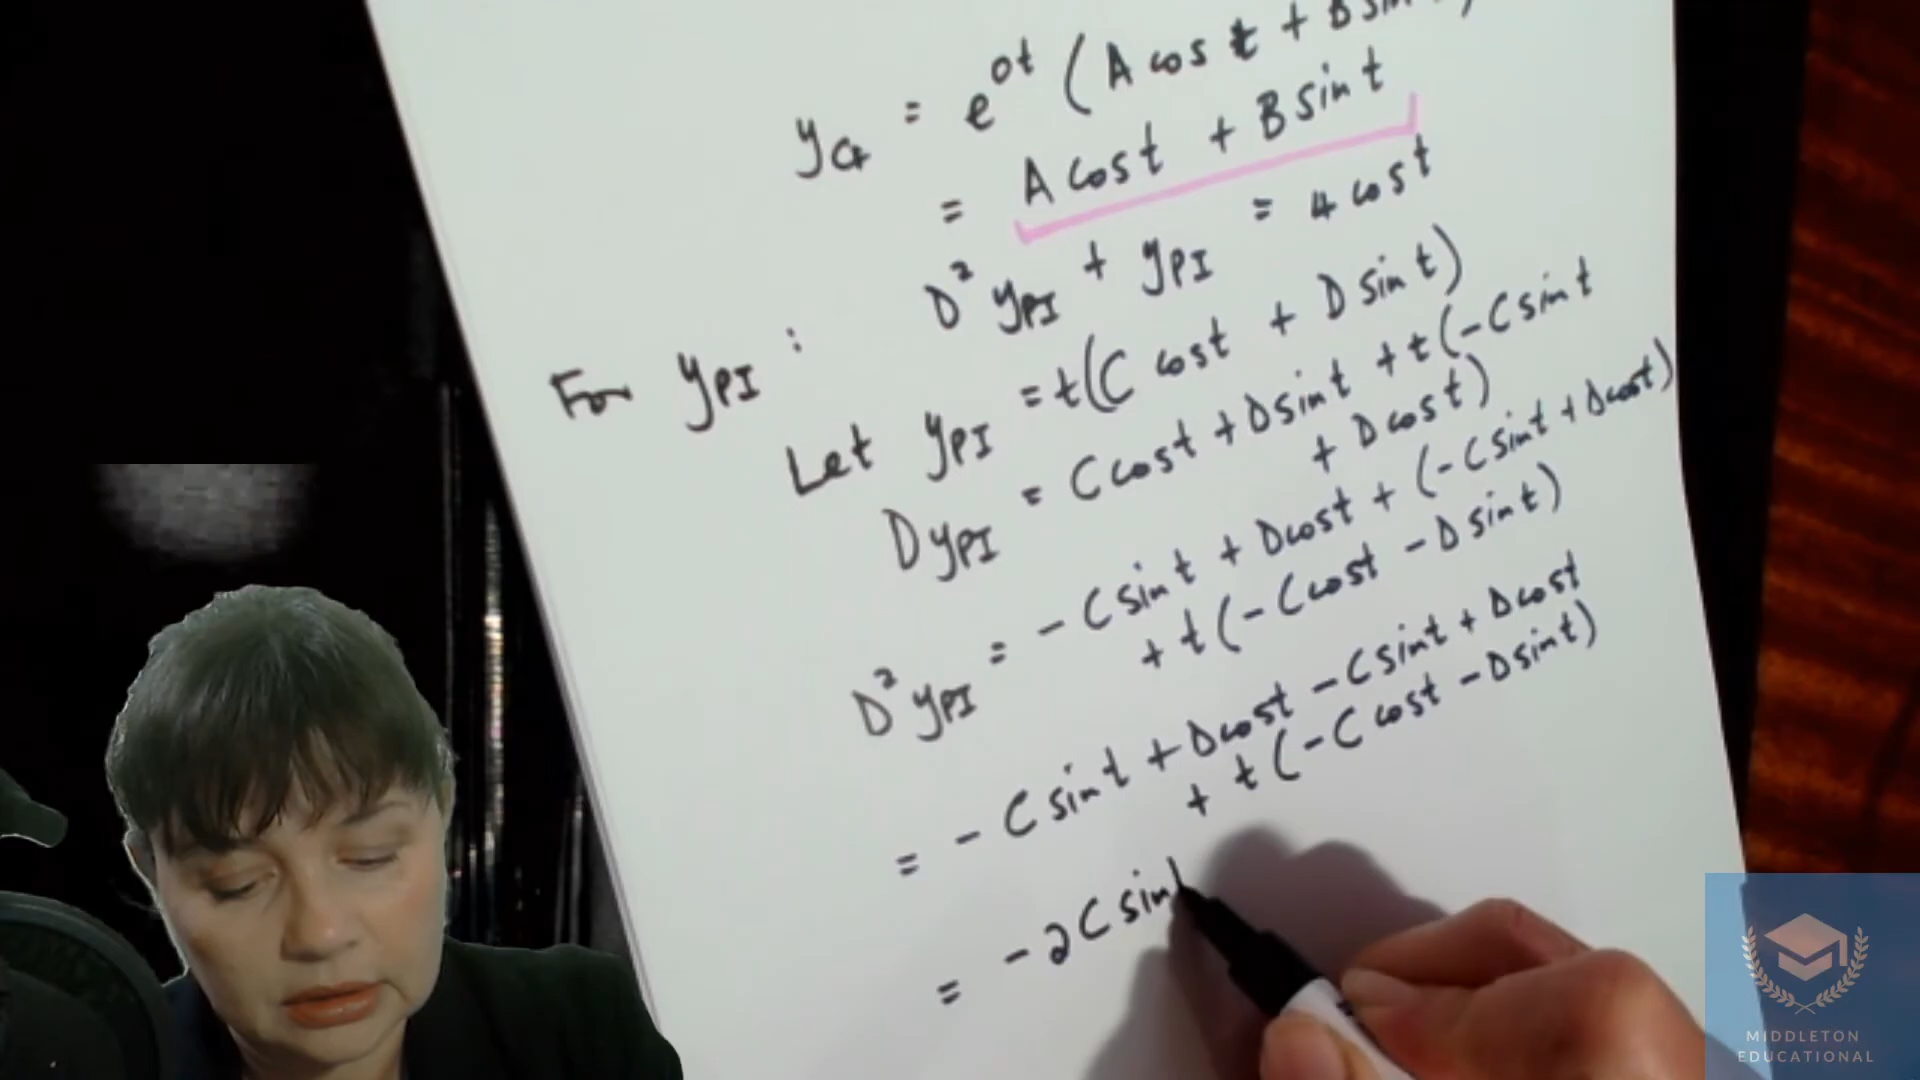 y_CF = e^0t (A cos t + B sin
= A cos t + B sin t
D² y_PI + y_PI = 4 cos t
For y_PI :
Let y_PI = t(C cos t + D sin t)
D y_PI = C cos t + D sin t + t(-C sin t
+ D cos t)
D² y_PI = -C sin t + D cos t + (-C sin t + D cos t)
+ t(-C cos t - D sin t)
= -C sin t + D cos t - C sin t + D cos t
+ t(-C cos t - D sin t)
= -2C sin t
MIDDLETON
EDUCATIONAL